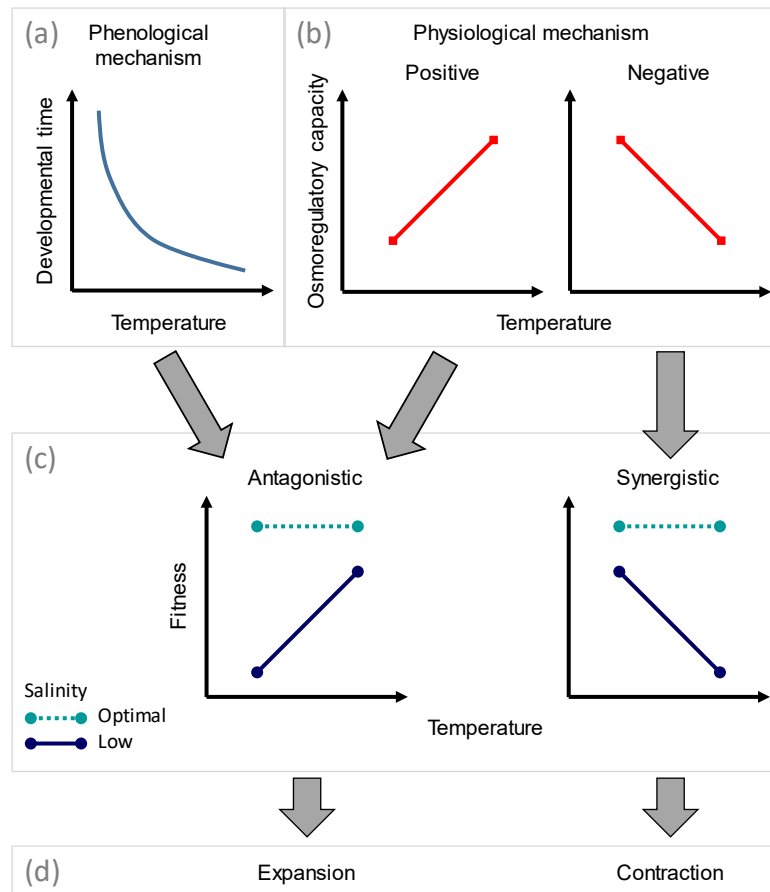 (a)
Phenological
mechanism
Developmental time
Temperature
(b)
Physiological mechanism
Positive
Negative
Osmoregulatory capacity
Temperature
(c)
Antagonistic
Synergistic
Fitness
Salinity
Optimal
Low
Temperature
(d)
Expansion
Contraction